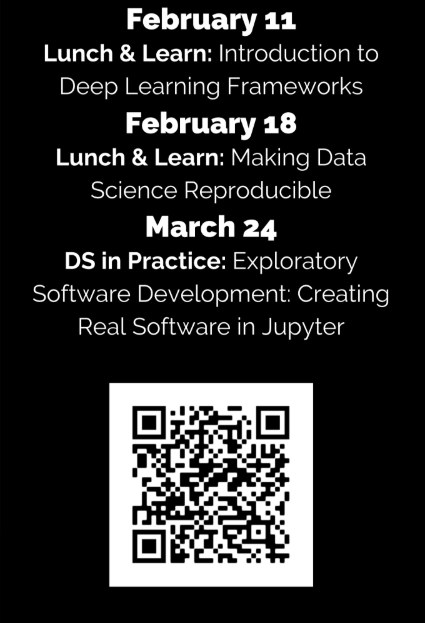 February 11
Lunch & Learn: Introduction to
Deep Learning Frameworks
February 18
Lunch & Learn: Making Data
Science Reproducible
March 24
DS in Practice: Exploratory
Software Development: Creating
Real Software in Jupyter